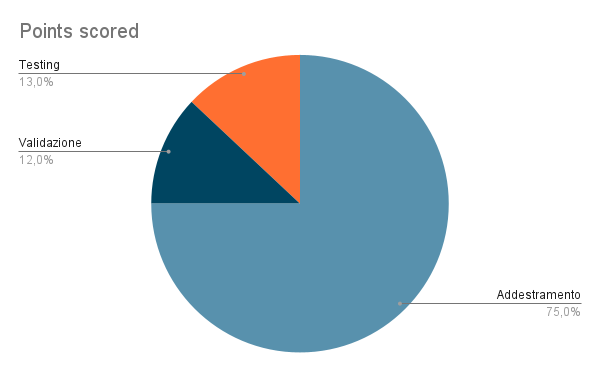 Points scored
Testing
13,0%
Validazione
12,0%
Addestramento
75,0%